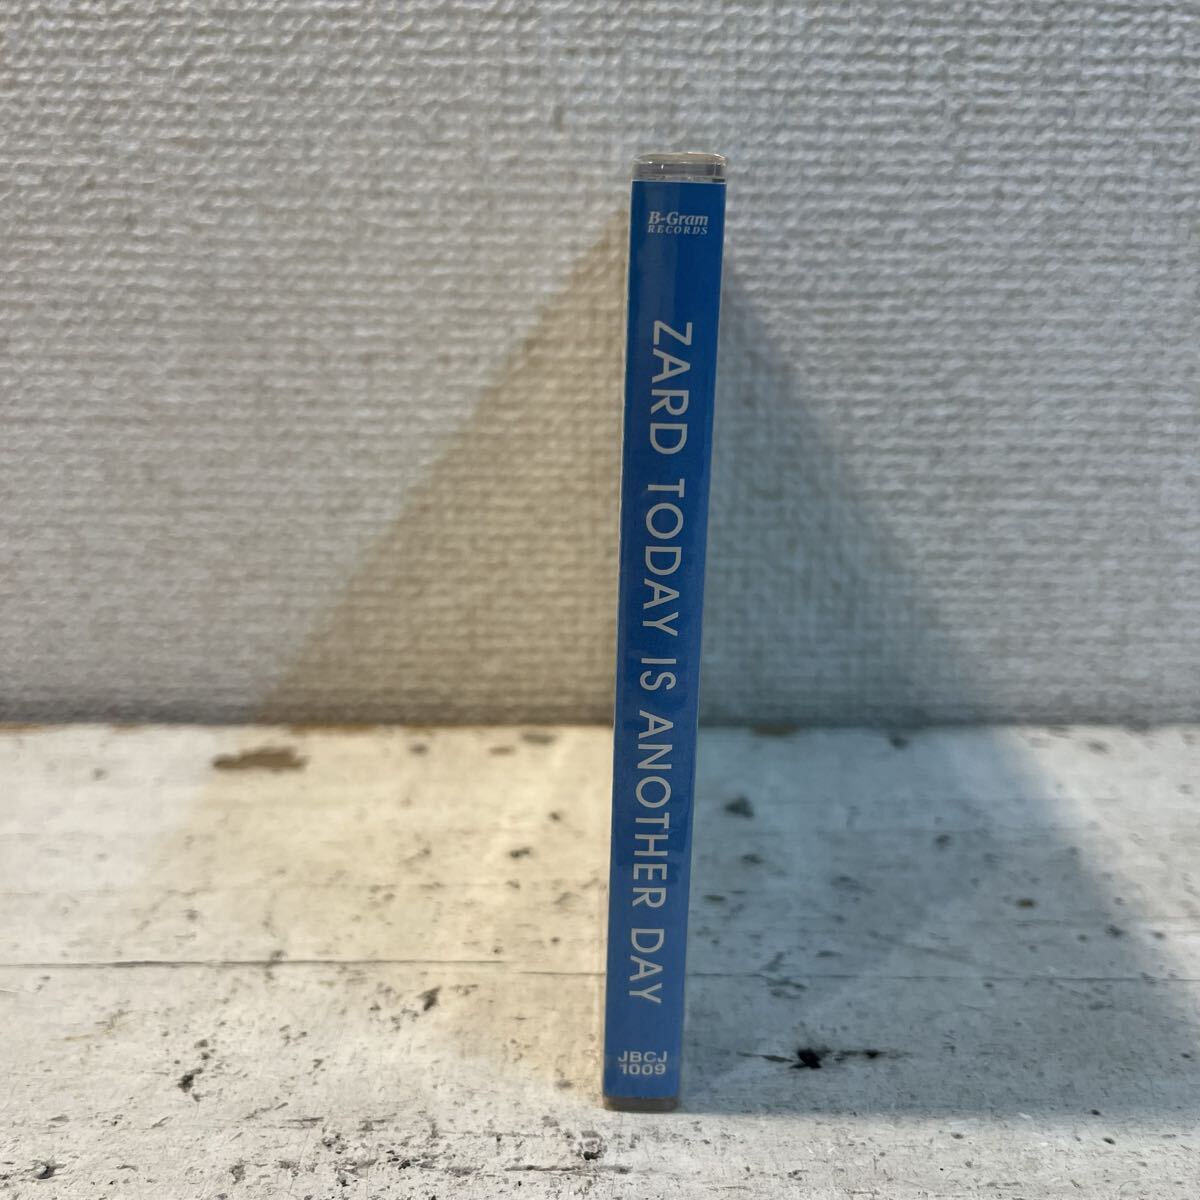 B-Gram
RECORDS
ZARD TODAY IS ANOTHER DAY
JBCJ
1009